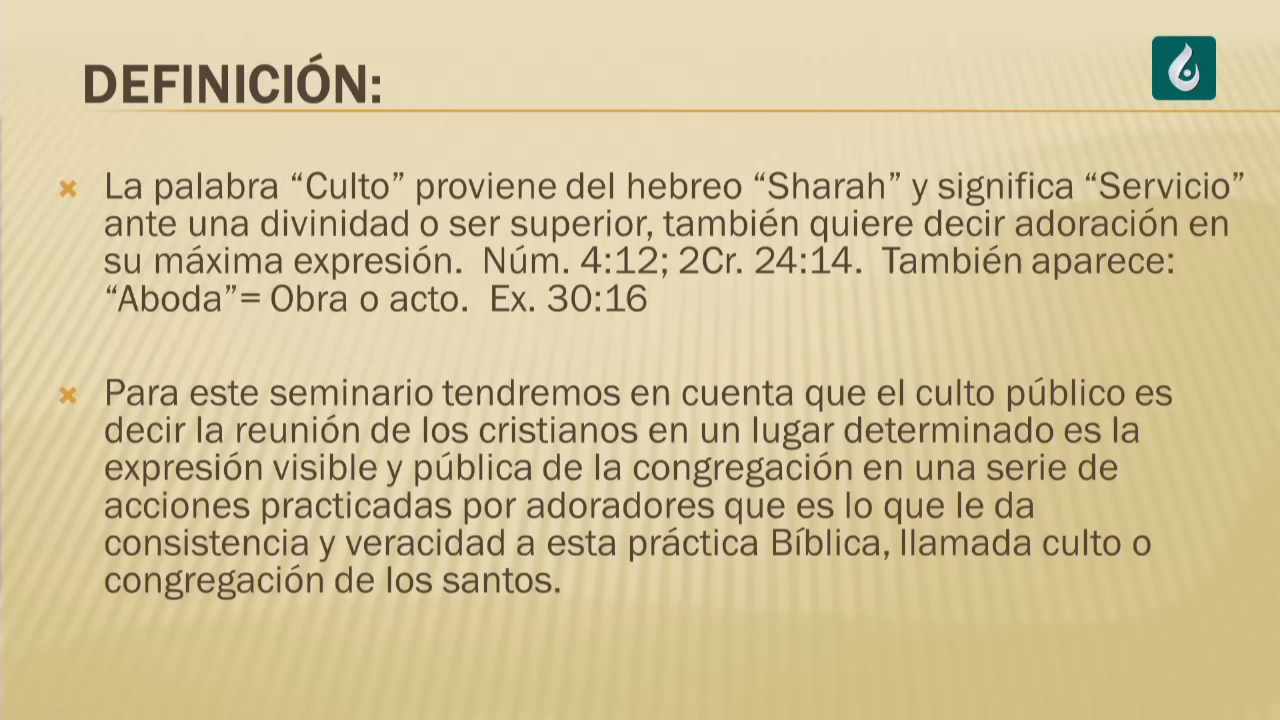 DEFINICIÓN:
La palabra “Culto” proviene del hebreo “Sharah” y significa “Servicio”
ante una divinidad o ser superior, también quiere decir adoración en
su máxima expresión.  Núm. 4:12; 2Cr. 24:14.  También aparece:
“Aboda”= Obra o acto.  Ex. 30:16
Para este seminario tendremos en cuenta que el culto público es
decir la reunión de los cristianos en un lugar determinado es la
expresión visible y pública de la congregación en una serie de
acciones practicadas por adoradores que es lo que le da
consistencia y veracidad a esta práctica Bíblica, llamada culto o
congregación de los santos.